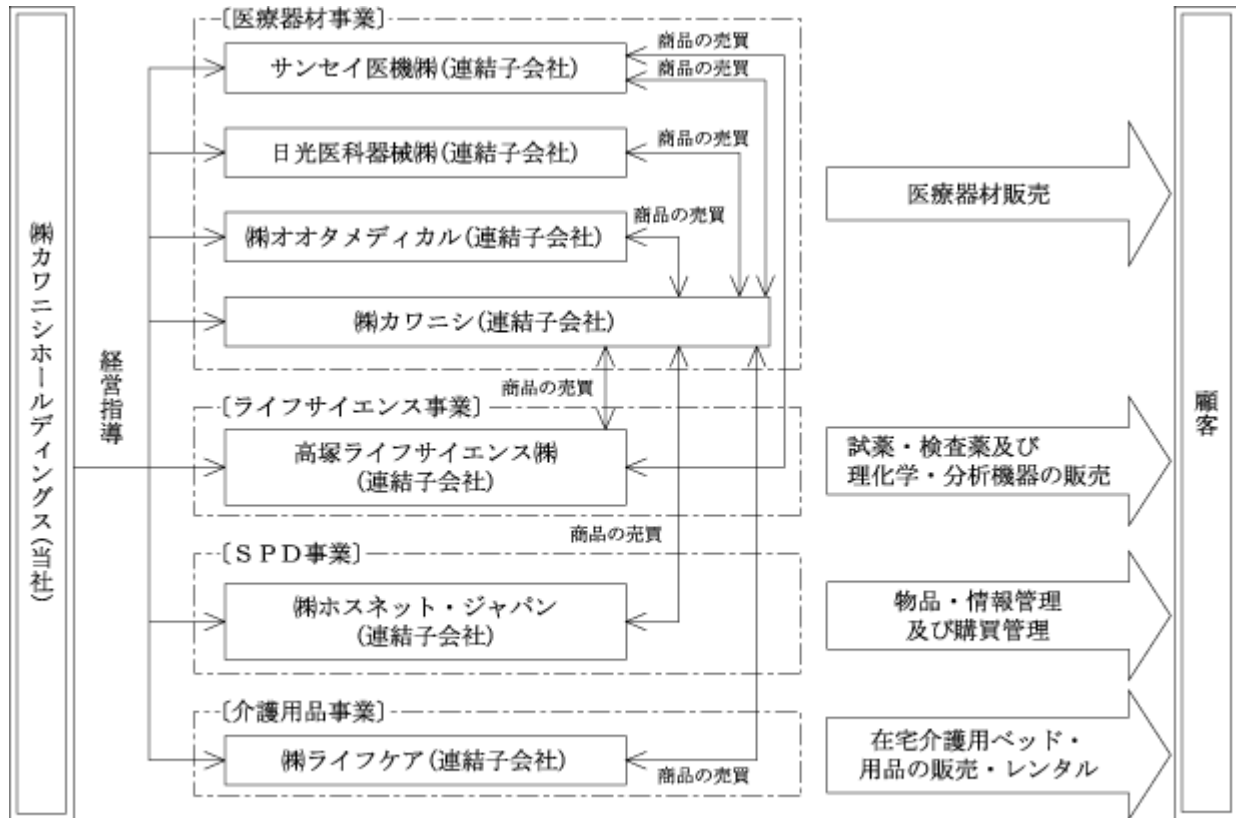 ㈱カワニシホールディングス(当社)
経営指導
〔医療器材事業〕
サンセイ医機㈱(連結子会社)
商品の売買
商品の売買
日光医科器械㈱(連結子会社)
商品の売買
㈱オオタメディカル(連結子会社)
商品の売買
㈱カワニシ(連結子会社)
医療器材販売
商品の売買
〔ライフサイエンス事業〕
高塚ライフサイエンス㈱
(連結子会社)
試薬・検査薬及び
理化学・分析機器の販売
商品の売買
〔ＳＰＤ事業〕
㈱ホスネット・ジャパン
(連結子会社)
物品・情報管理
及び購買管理
〔介護用品事業〕
㈱ライフケア(連結子会社)
商品の売買
在宅介護用ベッド・
用品の販売・レンタル
顧客